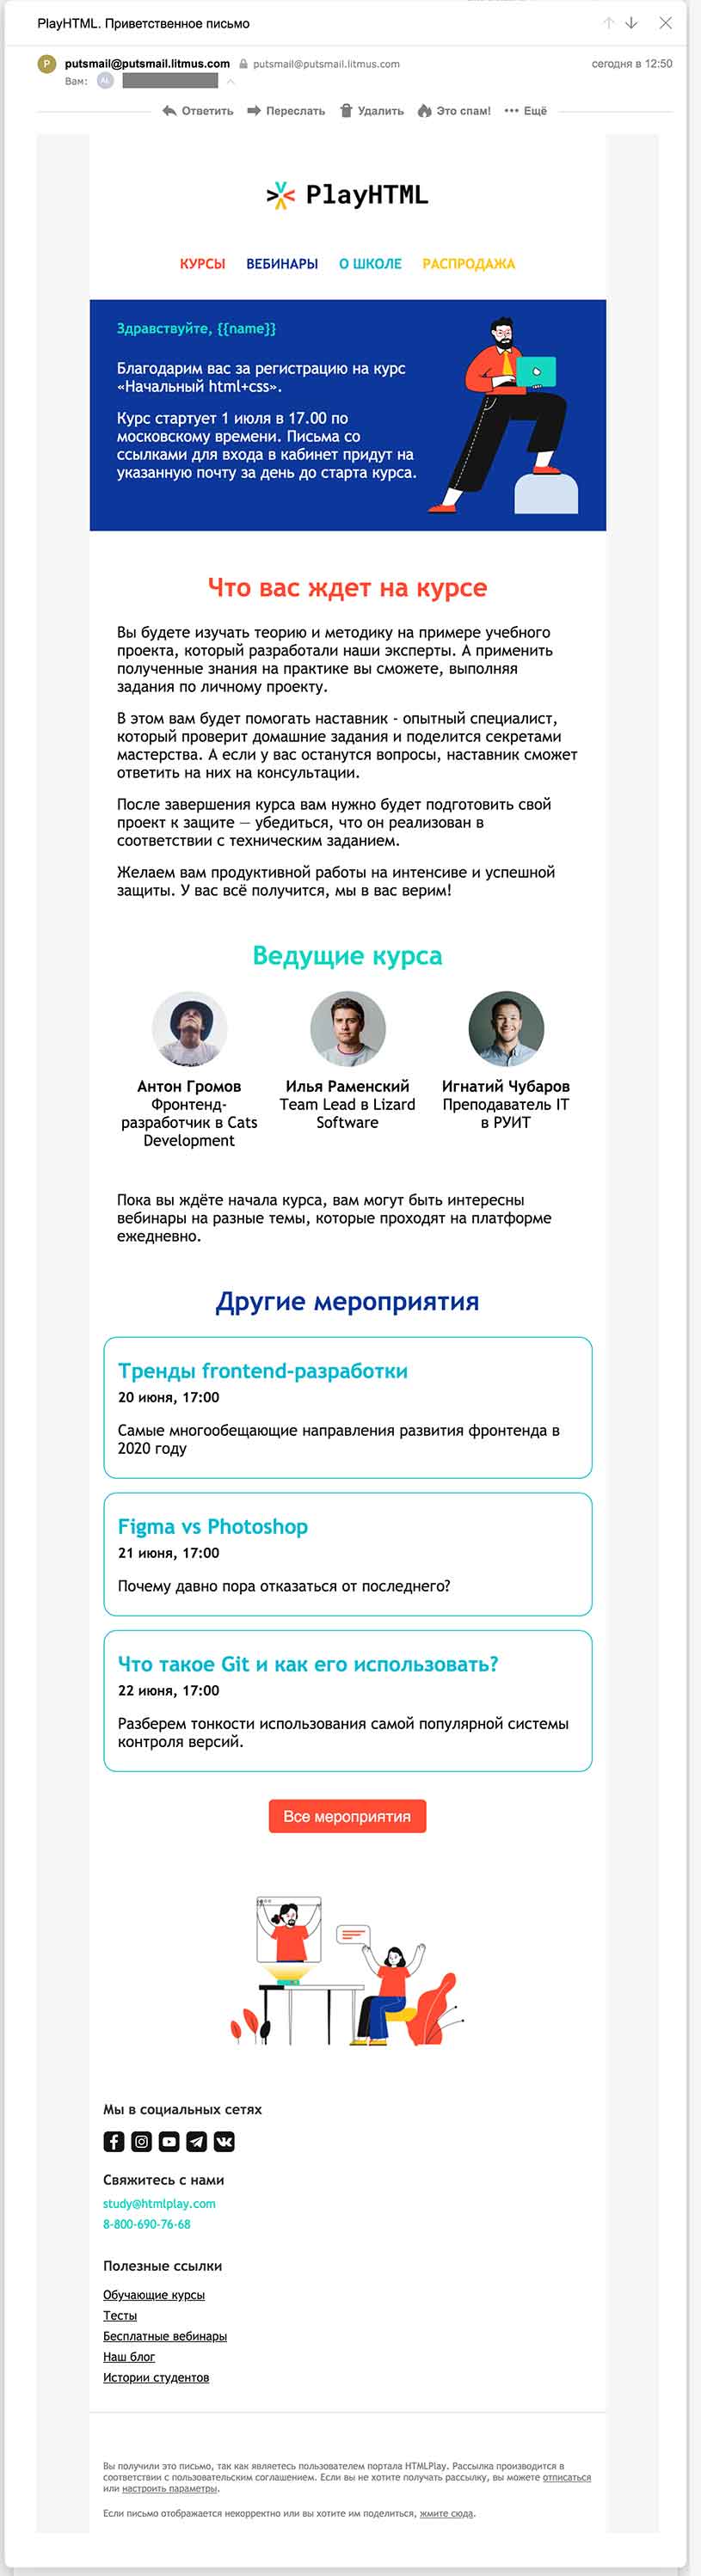 PlayHTML. Приветственное письмо
P putsmail@putsmail.litmus.com putsmail@putsmail.litmus.com сегодня в 12:50
Вам: AL
Ответить Переслать Удалить Это спам! Ещё
PlayHTML
КУРСЫ ВЕБИНАРЫ О ШКОЛЕ РАСПРОДАЖА
Здравствуйте, {{name}}
Благодарим вас за регистрацию на курс
«Начальный html+css».
Курс стартует 1 июля в 17.00 по
московскому времени. Письма со
ссылками для входа в кабинет придут на
указанную почту за день до старта курса.
Что вас ждет на курсе
Вы будете изучать теорию и методику на примере учебного
проекта, который разработали наши эксперты. А применить
полученные знания на практике вы сможете, выполняя
задания по личному проекту.
В этом вам будет помогать наставник - опытный специалист,
который проверит домашние задания и поделится секретами
мастерства. А если у вас останутся вопросы, наставник сможет
ответить на них на консультации.
После завершения курса вам нужно будет подготовить свой
проект к защите — убедиться, что он реализован в
соответствии с техническим заданием.
Желаем вам продуктивной работы на интенсиве и успешной
защиты. У вас всё получится, мы в вас верим!
Ведущие курса
Антон Громов
Фронтенд-
разработчик в Cats
Development
Илья Раменский
Team Lead в Lizard
Software
Игнатий Чубаров
Преподаватель IT
в РУИТ
Пока вы ждёте начала курса, вам могут быть интересны
вебинары на разные темы, которые проходят на платформе
ежедневно.
Другие мероприятия
Тренды frontend-разработки
20 июня, 17:00
Самые многообещающие направления развития фронтенда в
2020 году
Figma vs Photoshop
21 июня, 17:00
Почему давно пора отказаться от последнего?
Что такое Git и как его использовать?
22 июня, 17:00
Разберем тонкости использования самой популярной системы
контроля версий.
Все мероприятия
Мы в социальных сетях
Свяжитесь с нами
study@htmlplay.com
8-800-690-76-68
Полезные ссылки
Обучающие курсы
Тесты
Бесплатные вебинары
Наш блог
Истории студентов
Вы получили это письмо, так как являетесь пользователем портала HTMLPlay. Рассылка производится в
соответствии с пользовательским соглашением. Если вы не хотите получать рассылку, вы можете отписаться
или настроить параметры.
Если письмо отображается некорректно или вы хотите им поделиться, жмите сюда.